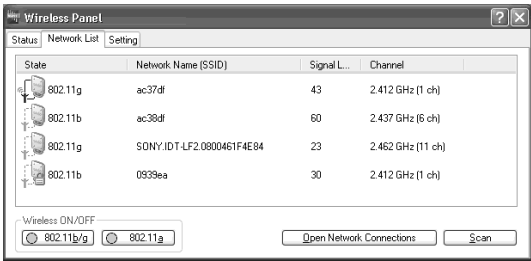 Wireless Panel
Status Network List Setting
State Network Name (SSID) Signal L... Channel
802.11g ac37df 43 2.412 GHz (1 ch)
802.11b ac38df 60 2.437 GHz (6 ch)
802.11g SONY.IDT-LF2.0800461F4E84 23 2.462 GHz (11 ch)
802.11b 0939ea 30 2.412 GHz (1 ch)
Wireless ON/OFF
802.11b/g 802.11a Open Network Connections Scan